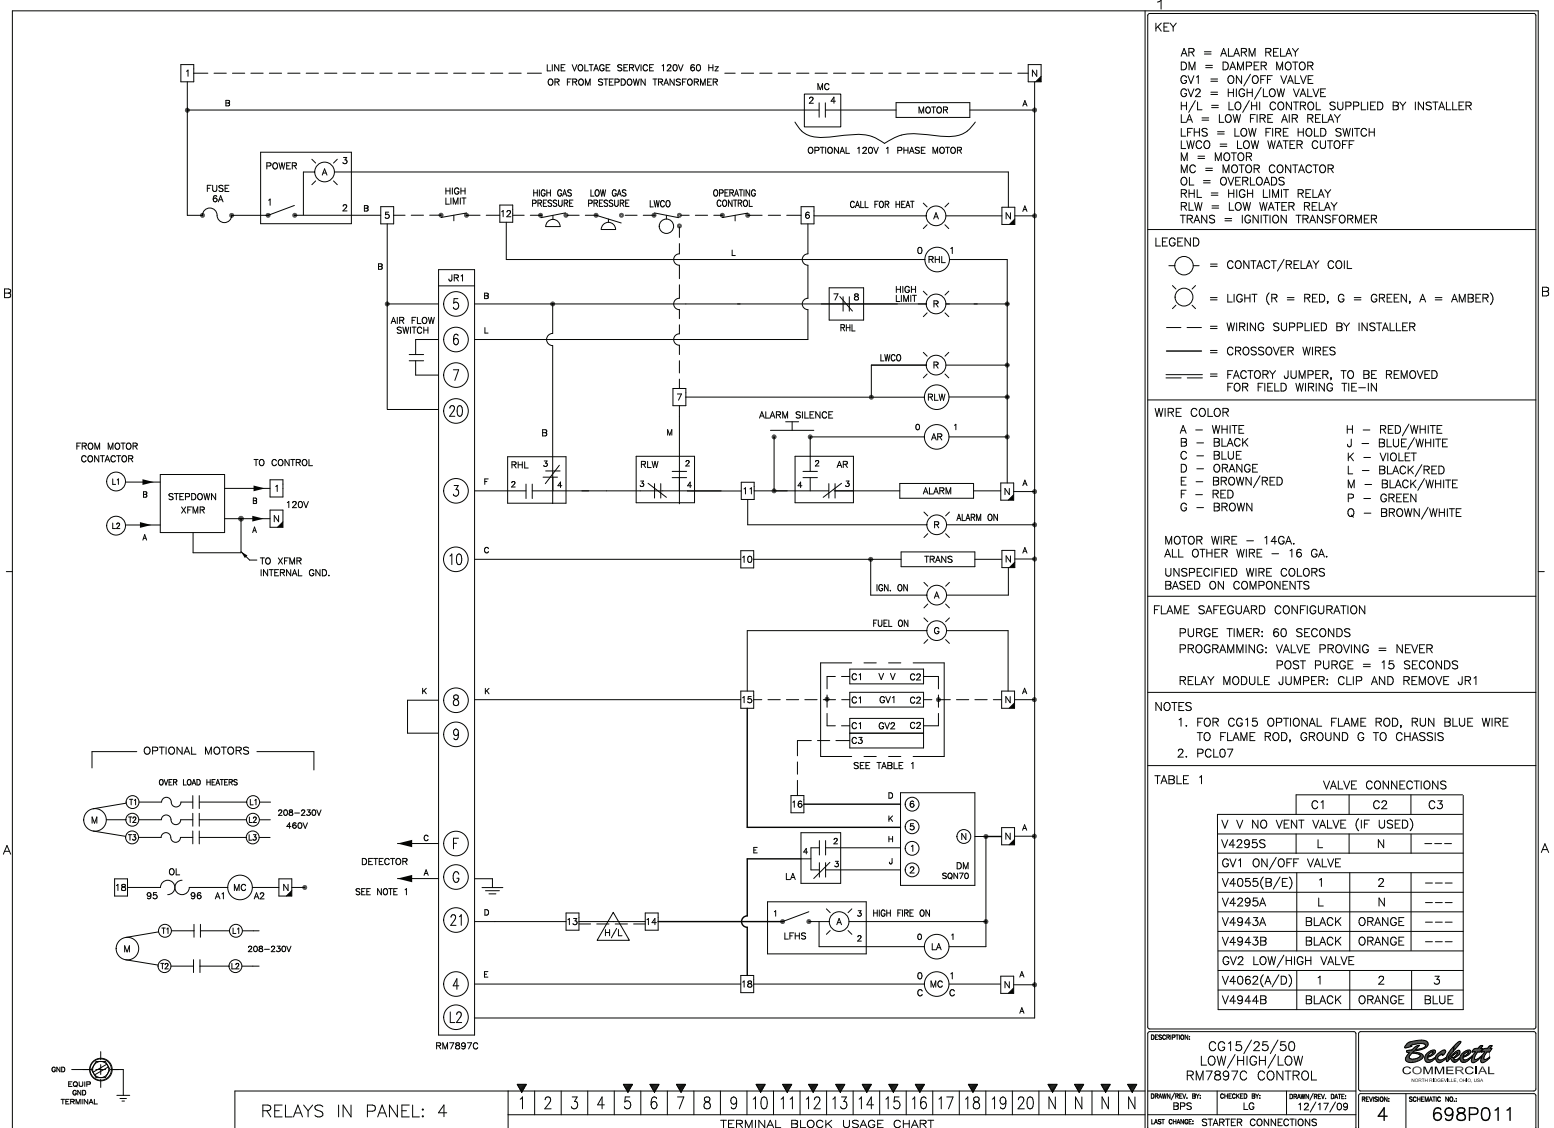 1
1
LINE VOLTAGE SERVICE 120V 60 Hz
OR FROM STEPDOWN TRANSFORMER
N
B
MC
2 4
MOTOR
A
OPTIONAL 120V 1 PHASE MOTOR
POWER
A
3
1
2
FUSE
6A
B
5
HIGH
LIMIT
12
HIGH GAS
PRESSURE
LOW GAS
PRESSURE
LWCO
OPERATING
CONTROL
6
CALL FOR HEAT
A
N
A
B
L
0
RHL
1
JR1
5
B
7 8
RHL
HIGH
LIMIT
R
AIR FLOW
SWITCH
6
L
7
LWCO
R
7
RLW
20
ALARM SILENCE
B
M
0
AR
1
FROM MOTOR
CONTACTOR
TO CONTROL
L1
B
STEPDOWN
XFMR
B
1
120V
L2
A
A
N
TO XFMR
INTERNAL GND.
3
F
RHL
3
2
4
RLW
2
3
4
11
2
AR
4
3
ALARM
N
A
R
ALARM ON
10
C
10
TRANS
N
A
IGN. ON
A
FUEL ON
G
C1 V V C2
K
8
K
15
C1 GV1 C2
N
A
9
C1 GV2 C2
C3
SEE TABLE 1
OPTIONAL MOTORS
OVER LOAD HEATERS
T1
L1
M
T2
L2
T3
L3
208-230V
460V
16
D
6
K
5
N
N
A
E
4
2
H
1
3
J
2
LA
DM
SQN70
C
F
DETECTOR
A
G
SEE NOTE 1
OL
18
95
96
A1
MC
A2
N
21
D
13
H/L
14
1
LFHS
A
3
2
HIGH FIRE ON
0
LA
1
T1
L1
M
T2
L2
208-230V
4
E
18
0
MC
1
C
C
N
A
L2
A
RM7897C
GND
EQUIP
GND
TERMINAL
RELAYS IN PANEL: 4
1 2 3 4 5 6 7 8 9 10 11 12 13 14 15 16 17 18 19 20 N N N N
TERMINAL BLOCK USAGE CHART
B
A
B
A
KEY
AR = ALARM RELAY
DM = DAMPER MOTOR
GV1 = ON/OFF VALVE
GV2 = HIGH/LOW VALVE
H/L = LO/HI CONTROL SUPPLIED BY INSTALLER
LA = LOW FIRE AIR RELAY
LFHS = LOW FIRE HOLD SWITCH
LWCO = LOW WATER CUTOFF
M = MOTOR
MC = MOTOR CONTACTOR
OL = OVERLOADS
RHL = HIGH LIMIT RELAY
RLW = LOW WATER RELAY
TRANS = IGNITION TRANSFORMER
LEGEND
= CONTACT/RELAY COIL
= LIGHT (R = RED, G = GREEN, A = AMBER)
= WIRING SUPPLIED BY INSTALLER
= CROSSOVER WIRES
= FACTORY JUMPER, TO BE REMOVED
FOR FIELD WIRING TIE-IN
WIRE COLOR
A - WHITE
B - BLACK
C - BLUE
D - ORANGE
E - BROWN/RED
F - RED
G - BROWN
H - RED/WHITE
J - BLUE/WHITE
K - VIOLET
L - BLACK/RED
M - BLACK/WHITE
P - GREEN
Q - BROWN/WHITE
MOTOR WIRE - 14GA.
ALL OTHER WIRE - 16 GA.
UNSPECIFIED WIRE COLORS
BASED ON COMPONENTS
FLAME SAFEGUARD CONFIGURATION
PURGE TIMER: 60 SECONDS
PROGRAMMING: VALVE PROVING = NEVER
POST PURGE = 15 SECONDS
RELAY MODULE JUMPER: CLIP AND REMOVE JR1
NOTES
1. FOR CG15 OPTIONAL FLAME ROD, RUN BLUE WIRE
TO FLAME ROD, GROUND G TO CHASSIS
2. PCL07
TABLE 1
VALVE CONNECTIONS
C1 C2 C3
V V NO VENT VALVE (IF USED)
V4295S L N ---
GV1 ON/OFF VALVE
V4055(B/E) 1 2 ---
V4295A L N ---
V4943A BLACK ORANGE ---
V4943B BLACK ORANGE ---
GV2 LOW/HIGH VALVE
V4062(A/D) 1 2 3
V4944B BLACK ORANGE BLUE
DESCRIPTION:
CG15/25/50
LOW/HIGH/LOW
RM7897C CONTROL
Beckett
COMMERCIAL
NORTH RIDGEVILLE, OHIO, USA
DRAWN/REV. BY:
BPS
CHECKED BY:
LG
DRAWN/REV. DATE:
12/17/09
REVISION:
4
SCHEMATIC NO.:
698P011
LAST CHANGE: STARTER CONNECTIONS